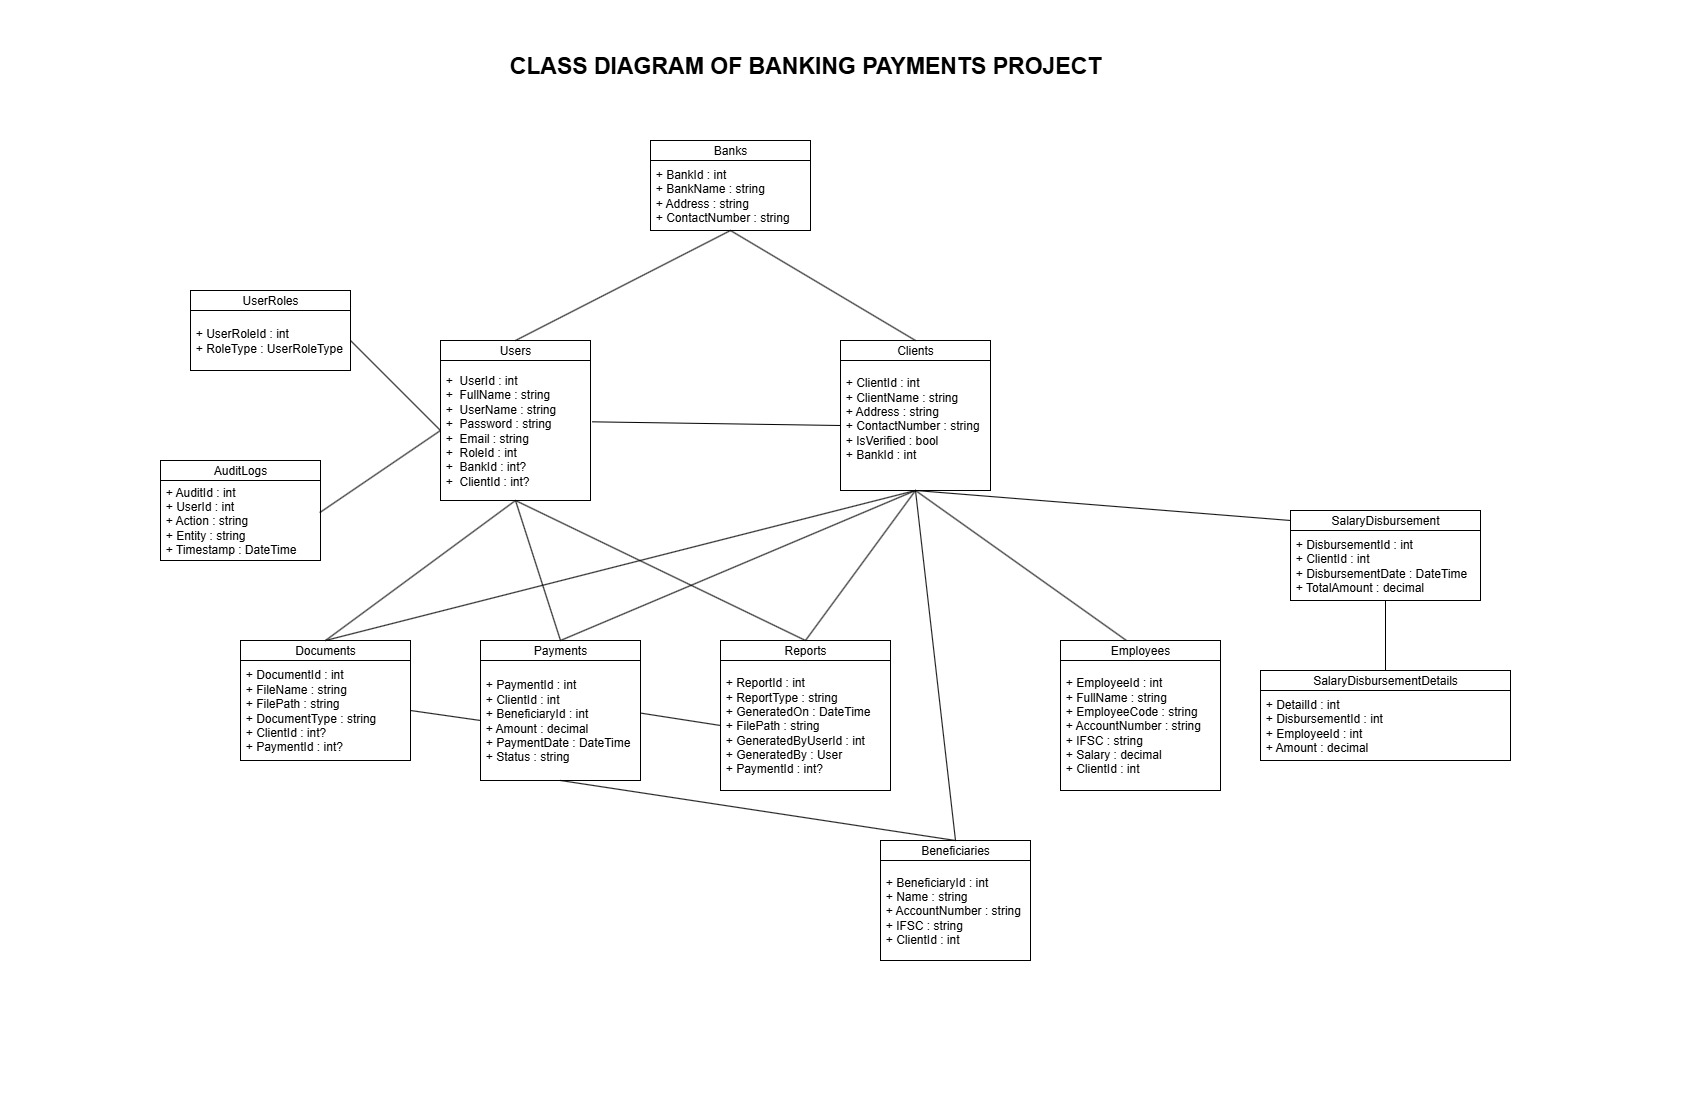 CLASS DIAGRAM OF BANKING PAYMENTS PROJECT
Banks
+ BankId : int
+ BankName : string
+ Address : string
+ ContactNumber : string
UserRoles
+ UserRoleId : int
+ RoleType : UserRoleType
Users
+ UserId : int
+ FullName : string
+ UserName : string
+ Password : string
+ Email : string
+ RoleId : int
+ BankId : int?
+ ClientId : int?
Clients
+ ClientId : int
+ ClientName : string
+ Address : string
+ ContactNumber : string
+ IsVerified : bool
+ BankId : int
AuditLogs
+ AuditId : int
+ UserId : int
+ Action : string
+ Entity : string
+ Timestamp : DateTime
SalaryDisbursement
+ DisbursementId : int
+ ClientId : int
+ DisbursementDate : DateTime
+ TotalAmount : decimal
Documents
+ DocumentId : int
+ FileName : string
+ FilePath : string
+ DocumentType : string
+ ClientId : int?
+ PaymentId : int?
Payments
+ PaymentId : int
+ ClientId : int
+ BeneficiaryId : int
+ Amount : decimal
+ PaymentDate : DateTime
+ Status : string
Reports
+ ReportId : int
+ ReportType : string
+ GeneratedOn : DateTime
+ FilePath : string
+ GeneratedByUserId : int
+ GeneratedBy : User
+ PaymentId : int?
Employees
+ EmployeeId : int
+ FullName : string
+ EmployeeCode : string
+ AccountNumber : string
+ IFSC : string
+ Salary : decimal
+ ClientId : int
SalaryDisbursementDetails
+ DetailId : int
+ DisbursementId : int
+ EmployeeId : int
+ Amount : decimal
Beneficiaries
+ BeneficiaryId : int
+ Name : string
+ AccountNumber : string
+ IFSC : string
+ ClientId : int